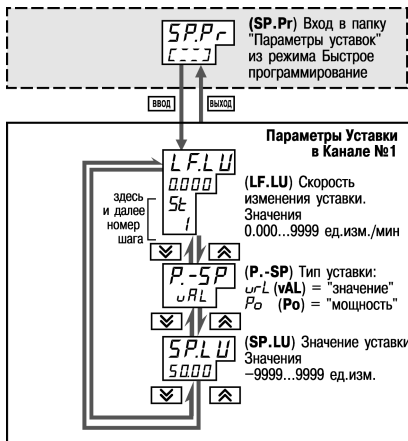 SP.Pr
[---]
(SP.Pr) Вход в папку
"Параметры уставок"
из режима Быстрое
программирование
ВВОД
ВЫХОД
Параметры Уставки
в Канале №1
LF.LU
0.000
St
1
здесь
и далее
номер
шага
(LF.LU) Скорость
изменения уставки.
Значения
0.000...9999 ед.изм./мин
P.-SP
vAL
(P.-SP) Тип уставки:
vrL (vAL) = "значение"
Po (Po) = "мощность"
SP.LU
50.00
(SP.LU) Значение уставки
Значения
–9999...9999 ед.изм.